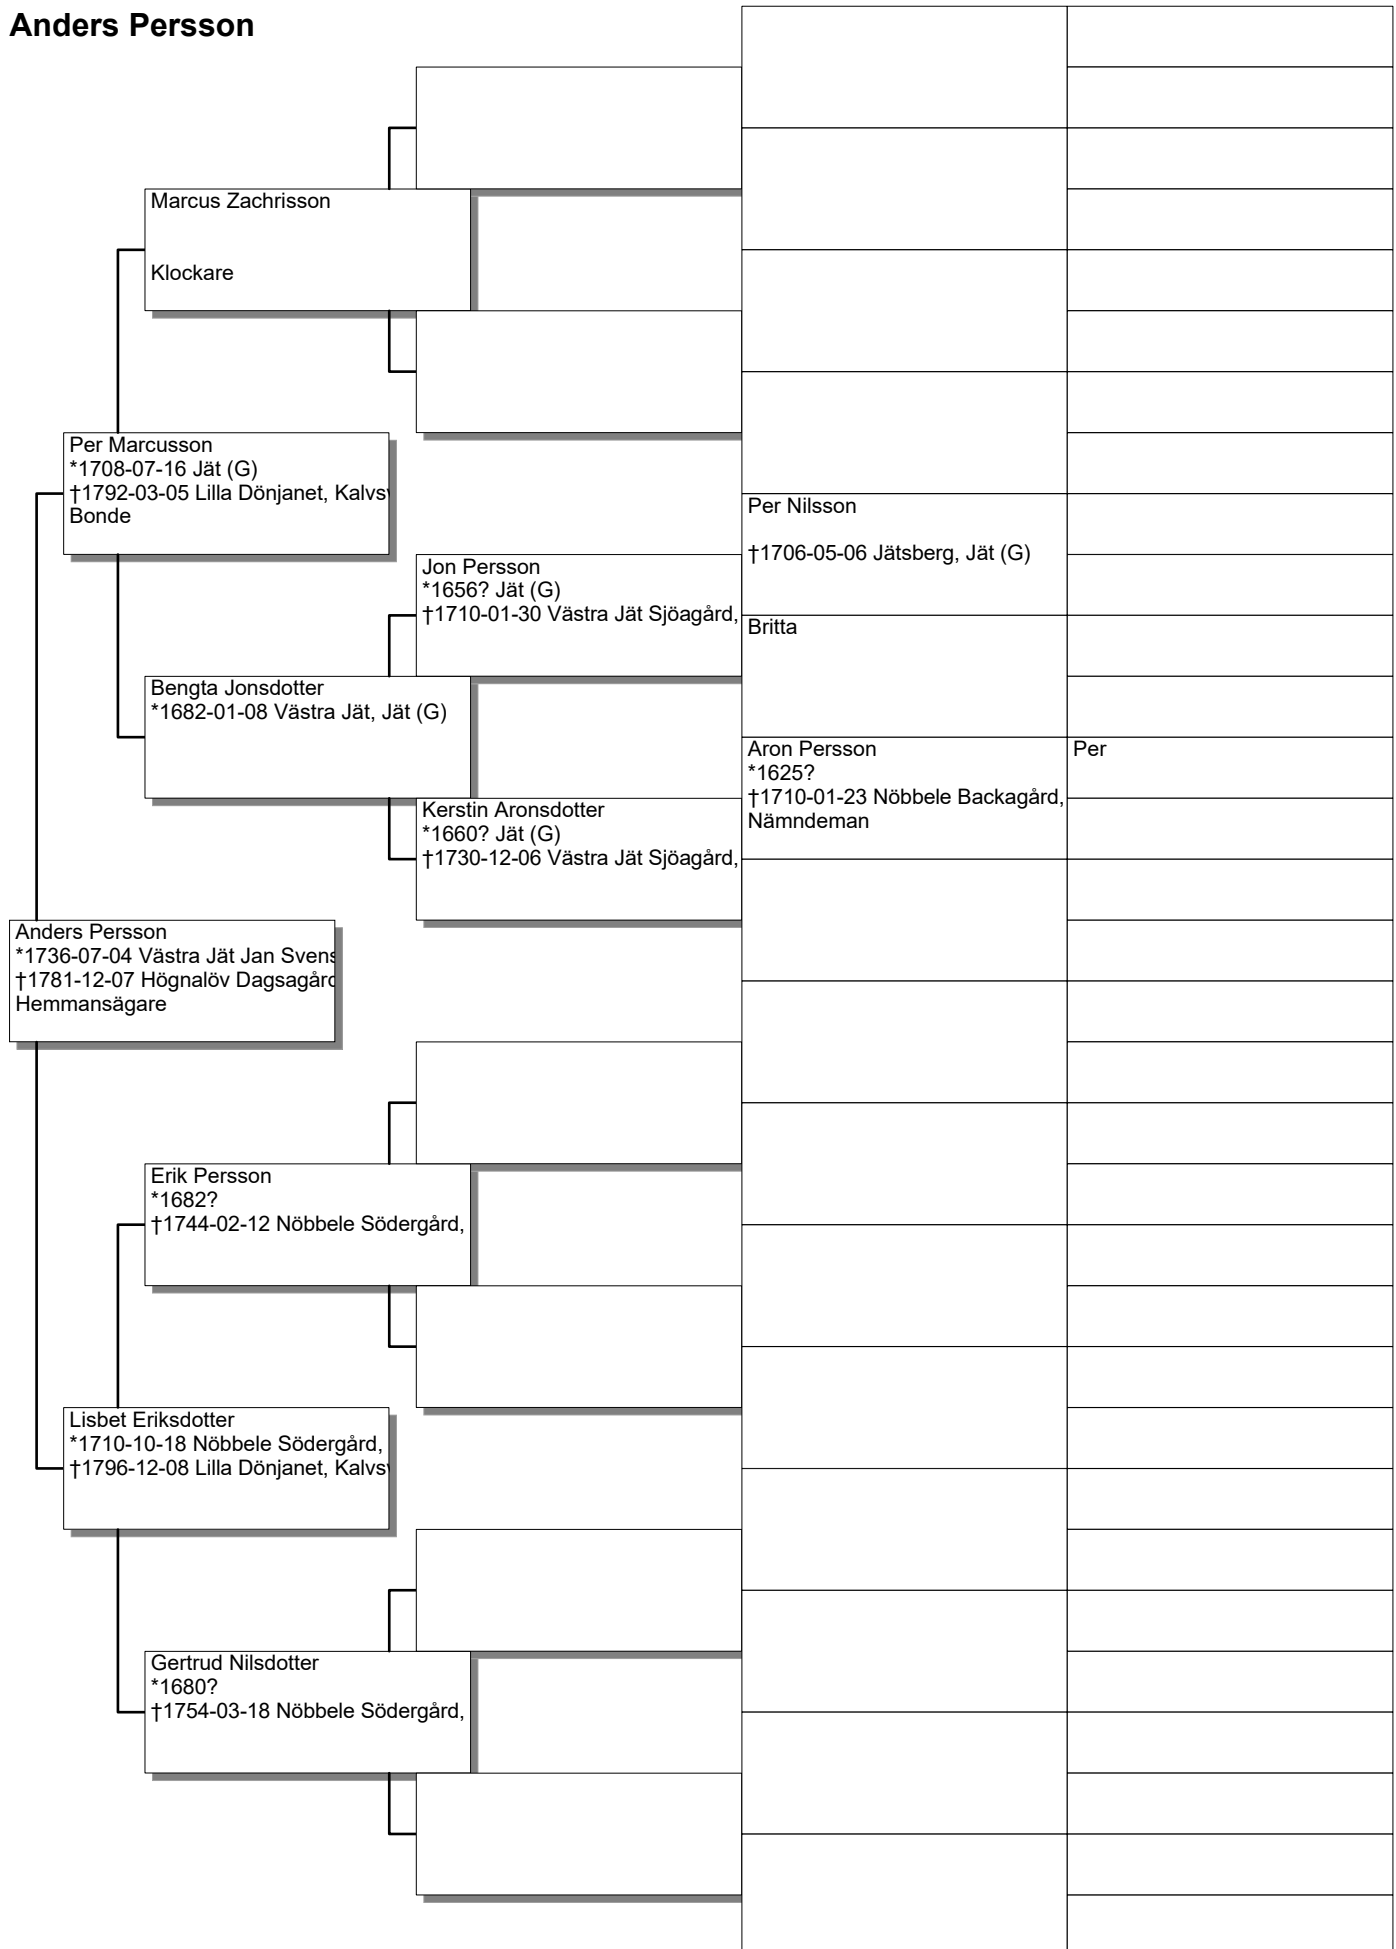 Anders Persson
Marcus Zachrisson
Klockare
Per Marcusson
*1708-07-16 Jät (G)
†1792-03-05 Lilla Dönjanet, Kalvsv
Bonde
Per Nilsson
†1706-05-06 Jätsberg, Jät (G)
Jon Persson
*1656? Jät (G)
†1710-01-30 Västra Jät Sjöagård,
Britta
Bengta Jonsdotter
*1682-01-08 Västra Jät, Jät (G)
Aron Persson
*1625?
†1710-01-23 Nöbbele Backagård,
Nämndeman
Per
Kerstin Aronsdotter
*1660? Jät (G)
†1730-12-06 Västra Jät Sjöagård,
Anders Persson
*1736-07-04 Västra Jät Jan Svens
†1781-12-07 Högnalöv Dagsagård
Hemmansägare
Erik Persson
*1682?
†1744-02-12 Nöbbele Södergård,
Lisbet Eriksdotter
*1710-10-18 Nöbbele Södergård,
†1796-12-08 Lilla Dönjanet, Kalvsv
Gertrud Nilsdotter
*1680?
†1754-03-18 Nöbbele Södergård,